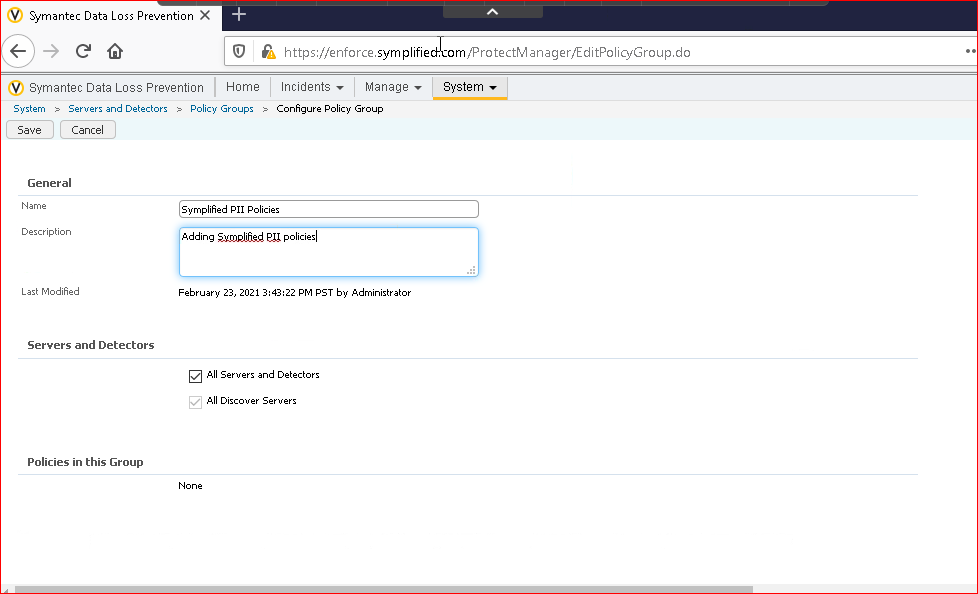 Symantec Data Loss Prevention
https://enforce.symplified.com/ProtectManager/EditPolicyGroup.do
Symantec Data Loss Prevention Home Incidents Manage System
System > Servers and Detectors > Policy Groups > Configure Policy Group
Save Cancel
General
Name Symplified PII Policies
Description Adding Symplified PII policies
Last Modified February 23, 2021 3:43:22 PM PST by Administrator
Servers and Detectors
All Servers and Detectors
All Discover Servers
Policies in this Group
None